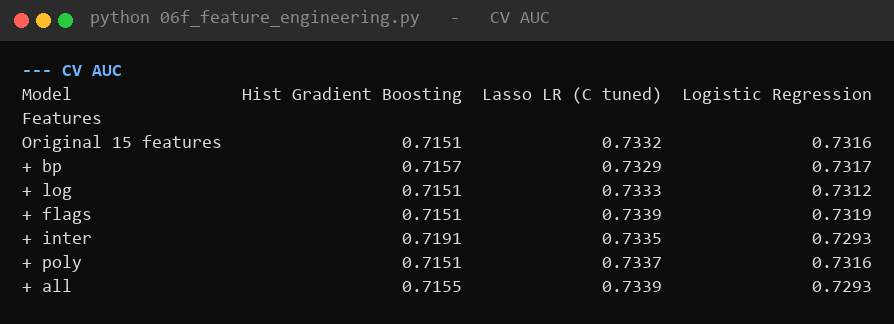 python 06f_feature_engineering.py - CV AUC
--- CV AUC
Model Hist Gradient Boosting Lasso LR (C tuned) Logistic Regression
Features
Original 15 features 0.7151 0.7332 0.7316
+ bp 0.7157 0.7329 0.7317
+ log 0.7151 0.7333 0.7312
+ flags 0.7151 0.7339 0.7319
+ inter 0.7191 0.7335 0.7293
+ poly 0.7151 0.7337 0.7316
+ all 0.7155 0.7339 0.7293